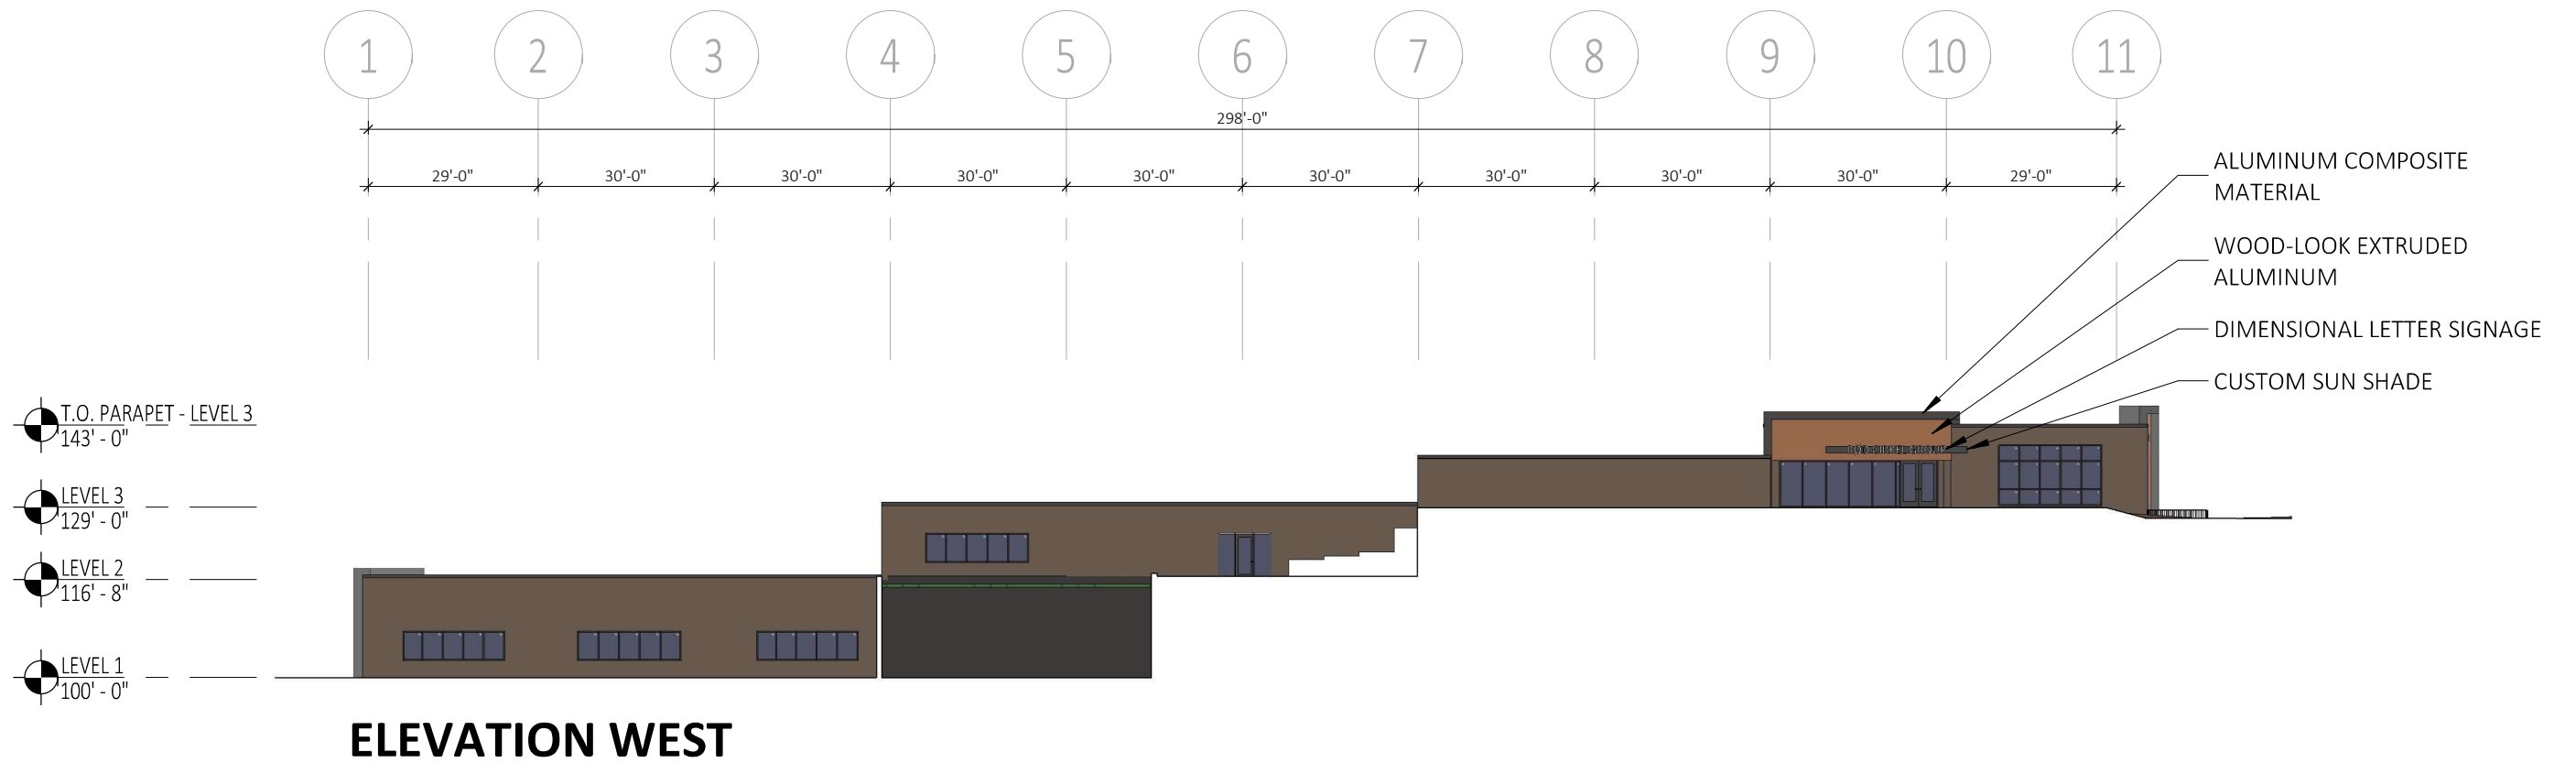 1 2 3 4 5 6 7 8 9 10 11
298'-0"
29'-0" 30'-0" 30'-0" 30'-0" 30'-0" 30'-0" 30'-0" 30'-0" 30'-0" 29'-0"
ALUMINUM COMPOSITE
MATERIAL
WOOD-LOOK EXTRUDED
ALUMINUM
DIMENSIONAL LETTER SIGNAGE
CUSTOM SUN SHADE
T.O. PARAPET - LEVEL 3
143' - 0"
LEVEL 3
129' - 0"
LEVEL 2
116' - 8"
LEVEL 1
100' - 0"
ELEVATION WEST